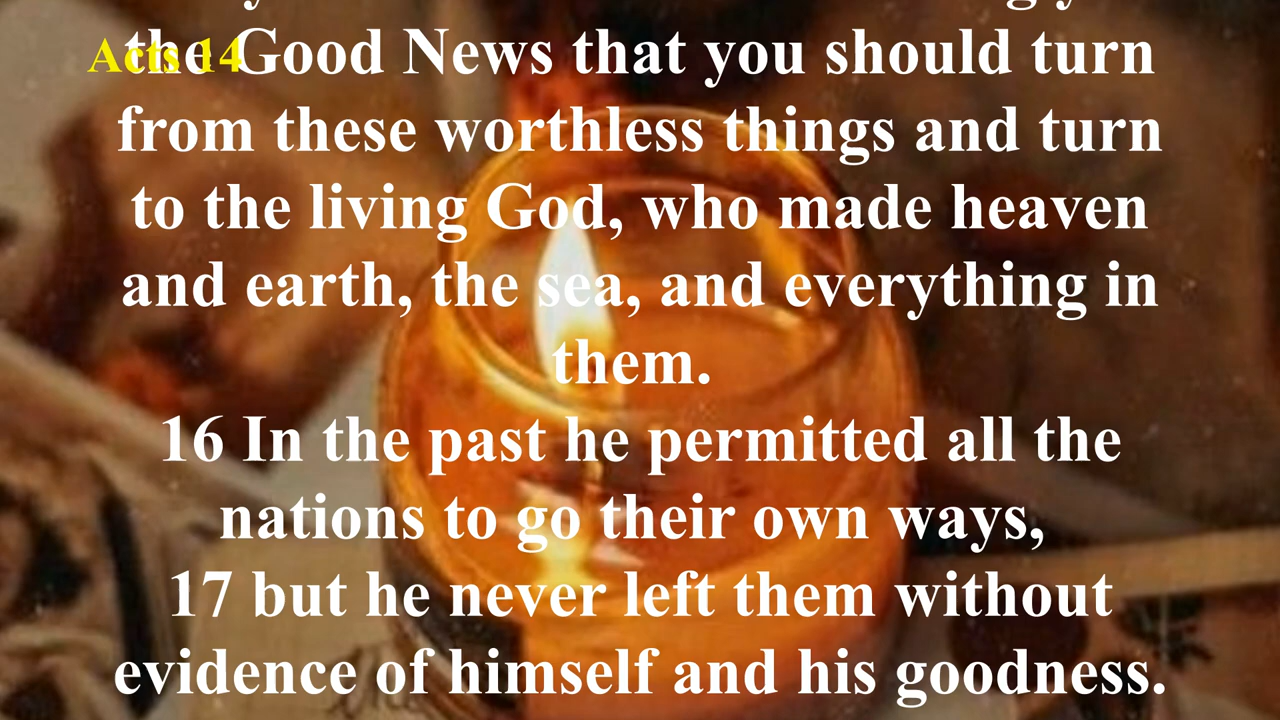 Acts 14
the Good News that you should turn
from these worthless things and turn
to the living God, who made heaven
and earth, the sea, and everything in
them.
16 In the past he permitted all the
nations to go their own ways,
17 but he never left them without
evidence of himself and his goodness.